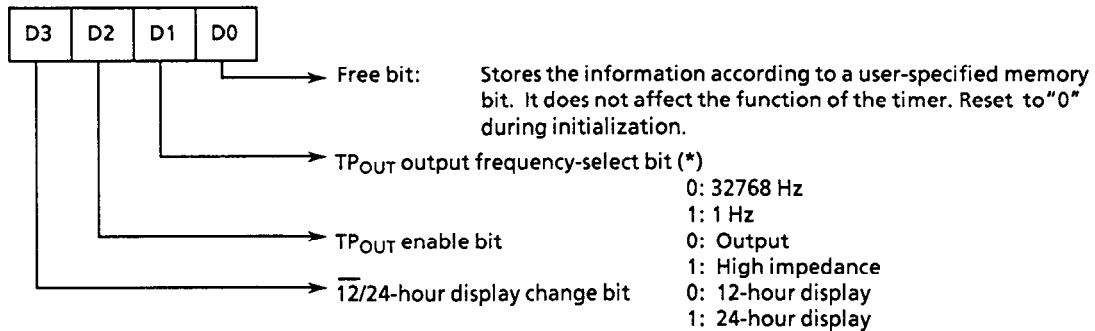 D3 D2 D1 D0
Free bit: Stores the information according to a user-specified memory
bit. It does not affect the function of the timer. Reset to "0"
during initialization.
TPOUT output frequency-select bit (*)
0: 32768 Hz
1: 1 Hz
TPOUT enable bit 0: Output
1: High impedance
1̅2̅/24-hour display change bit 0: 12-hour display
1: 24-hour display